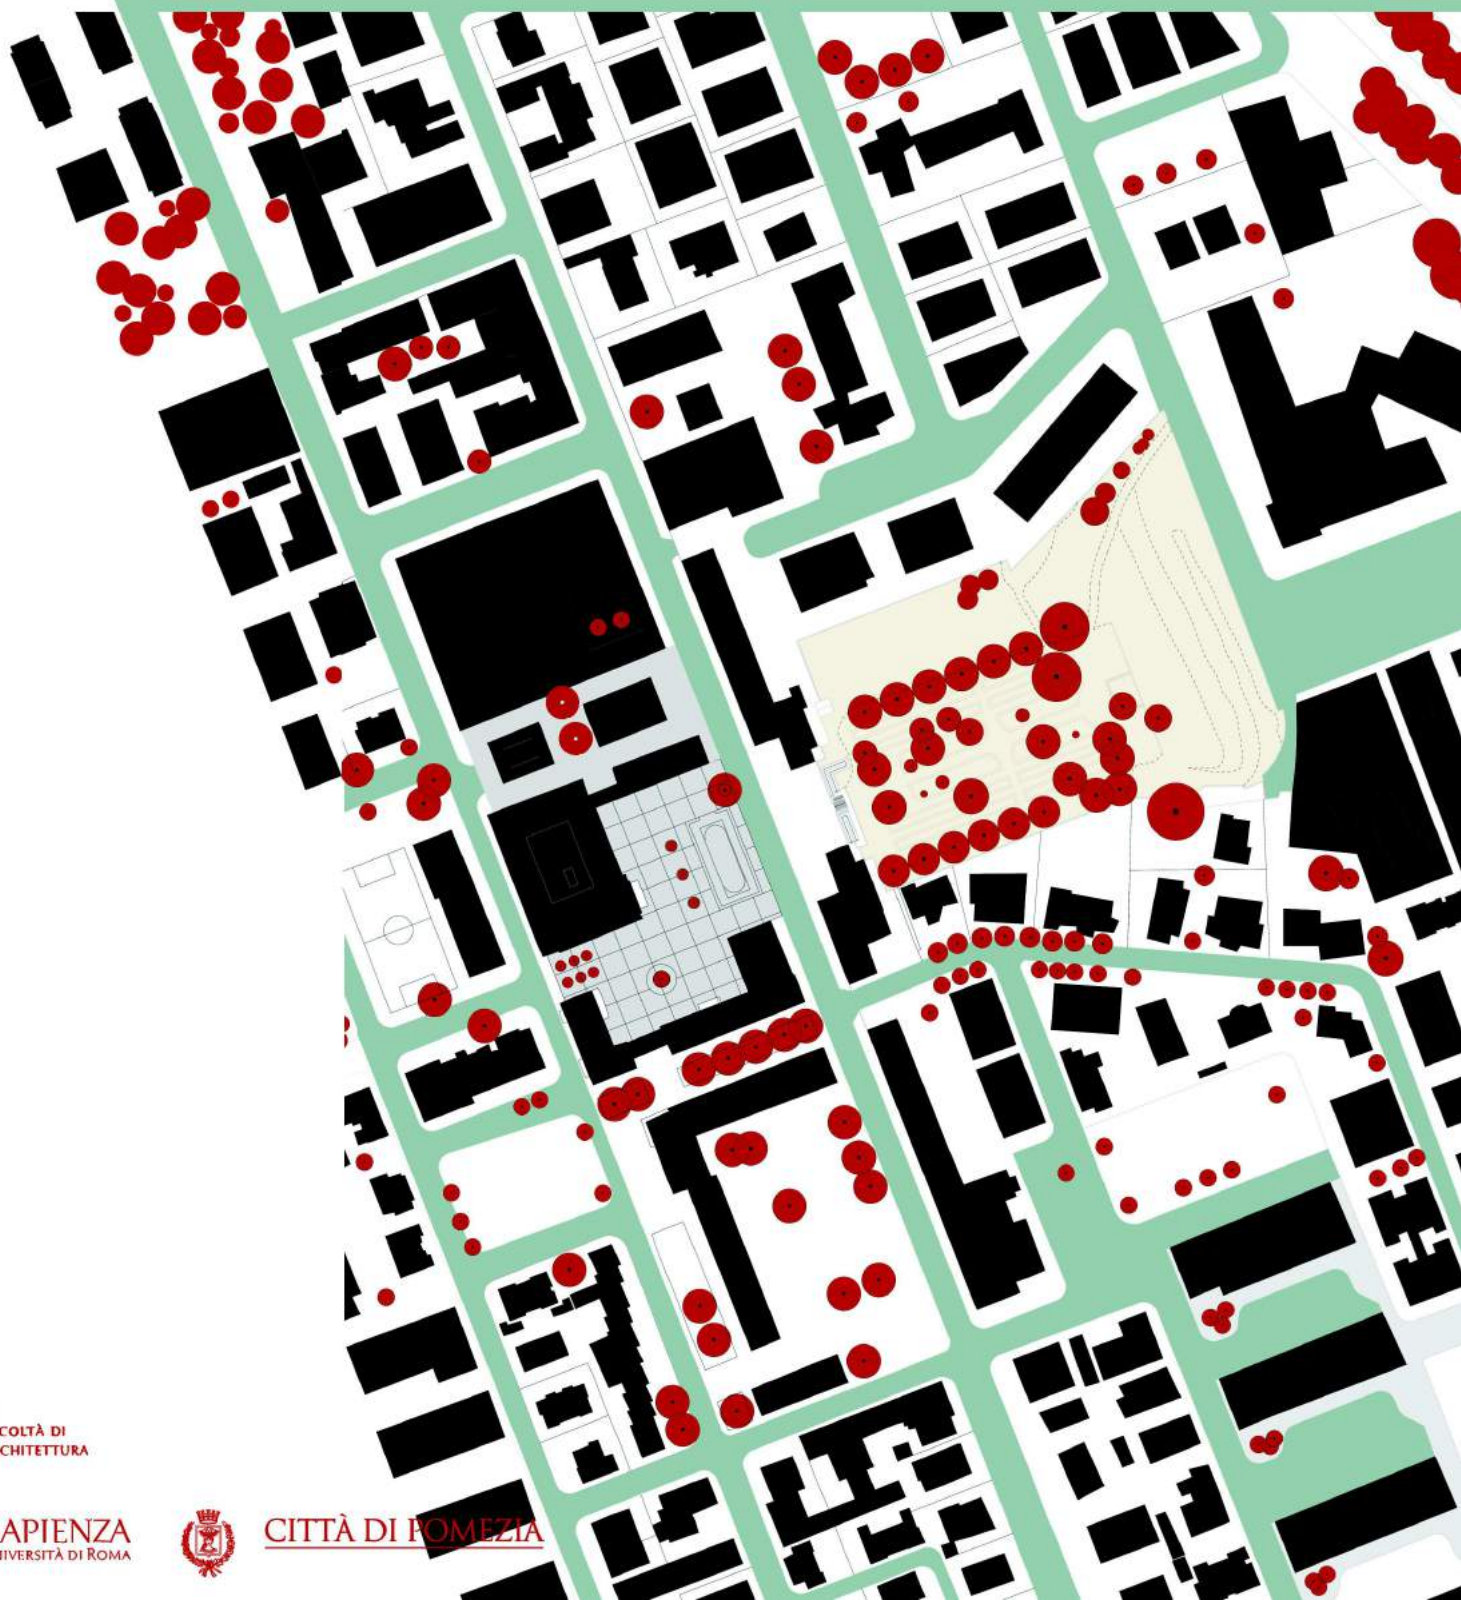 COLTÀ DI
CHITETTURA
APIENZA
IVERSITÀ DI ROMA
CITTÀ DI POMEZIA